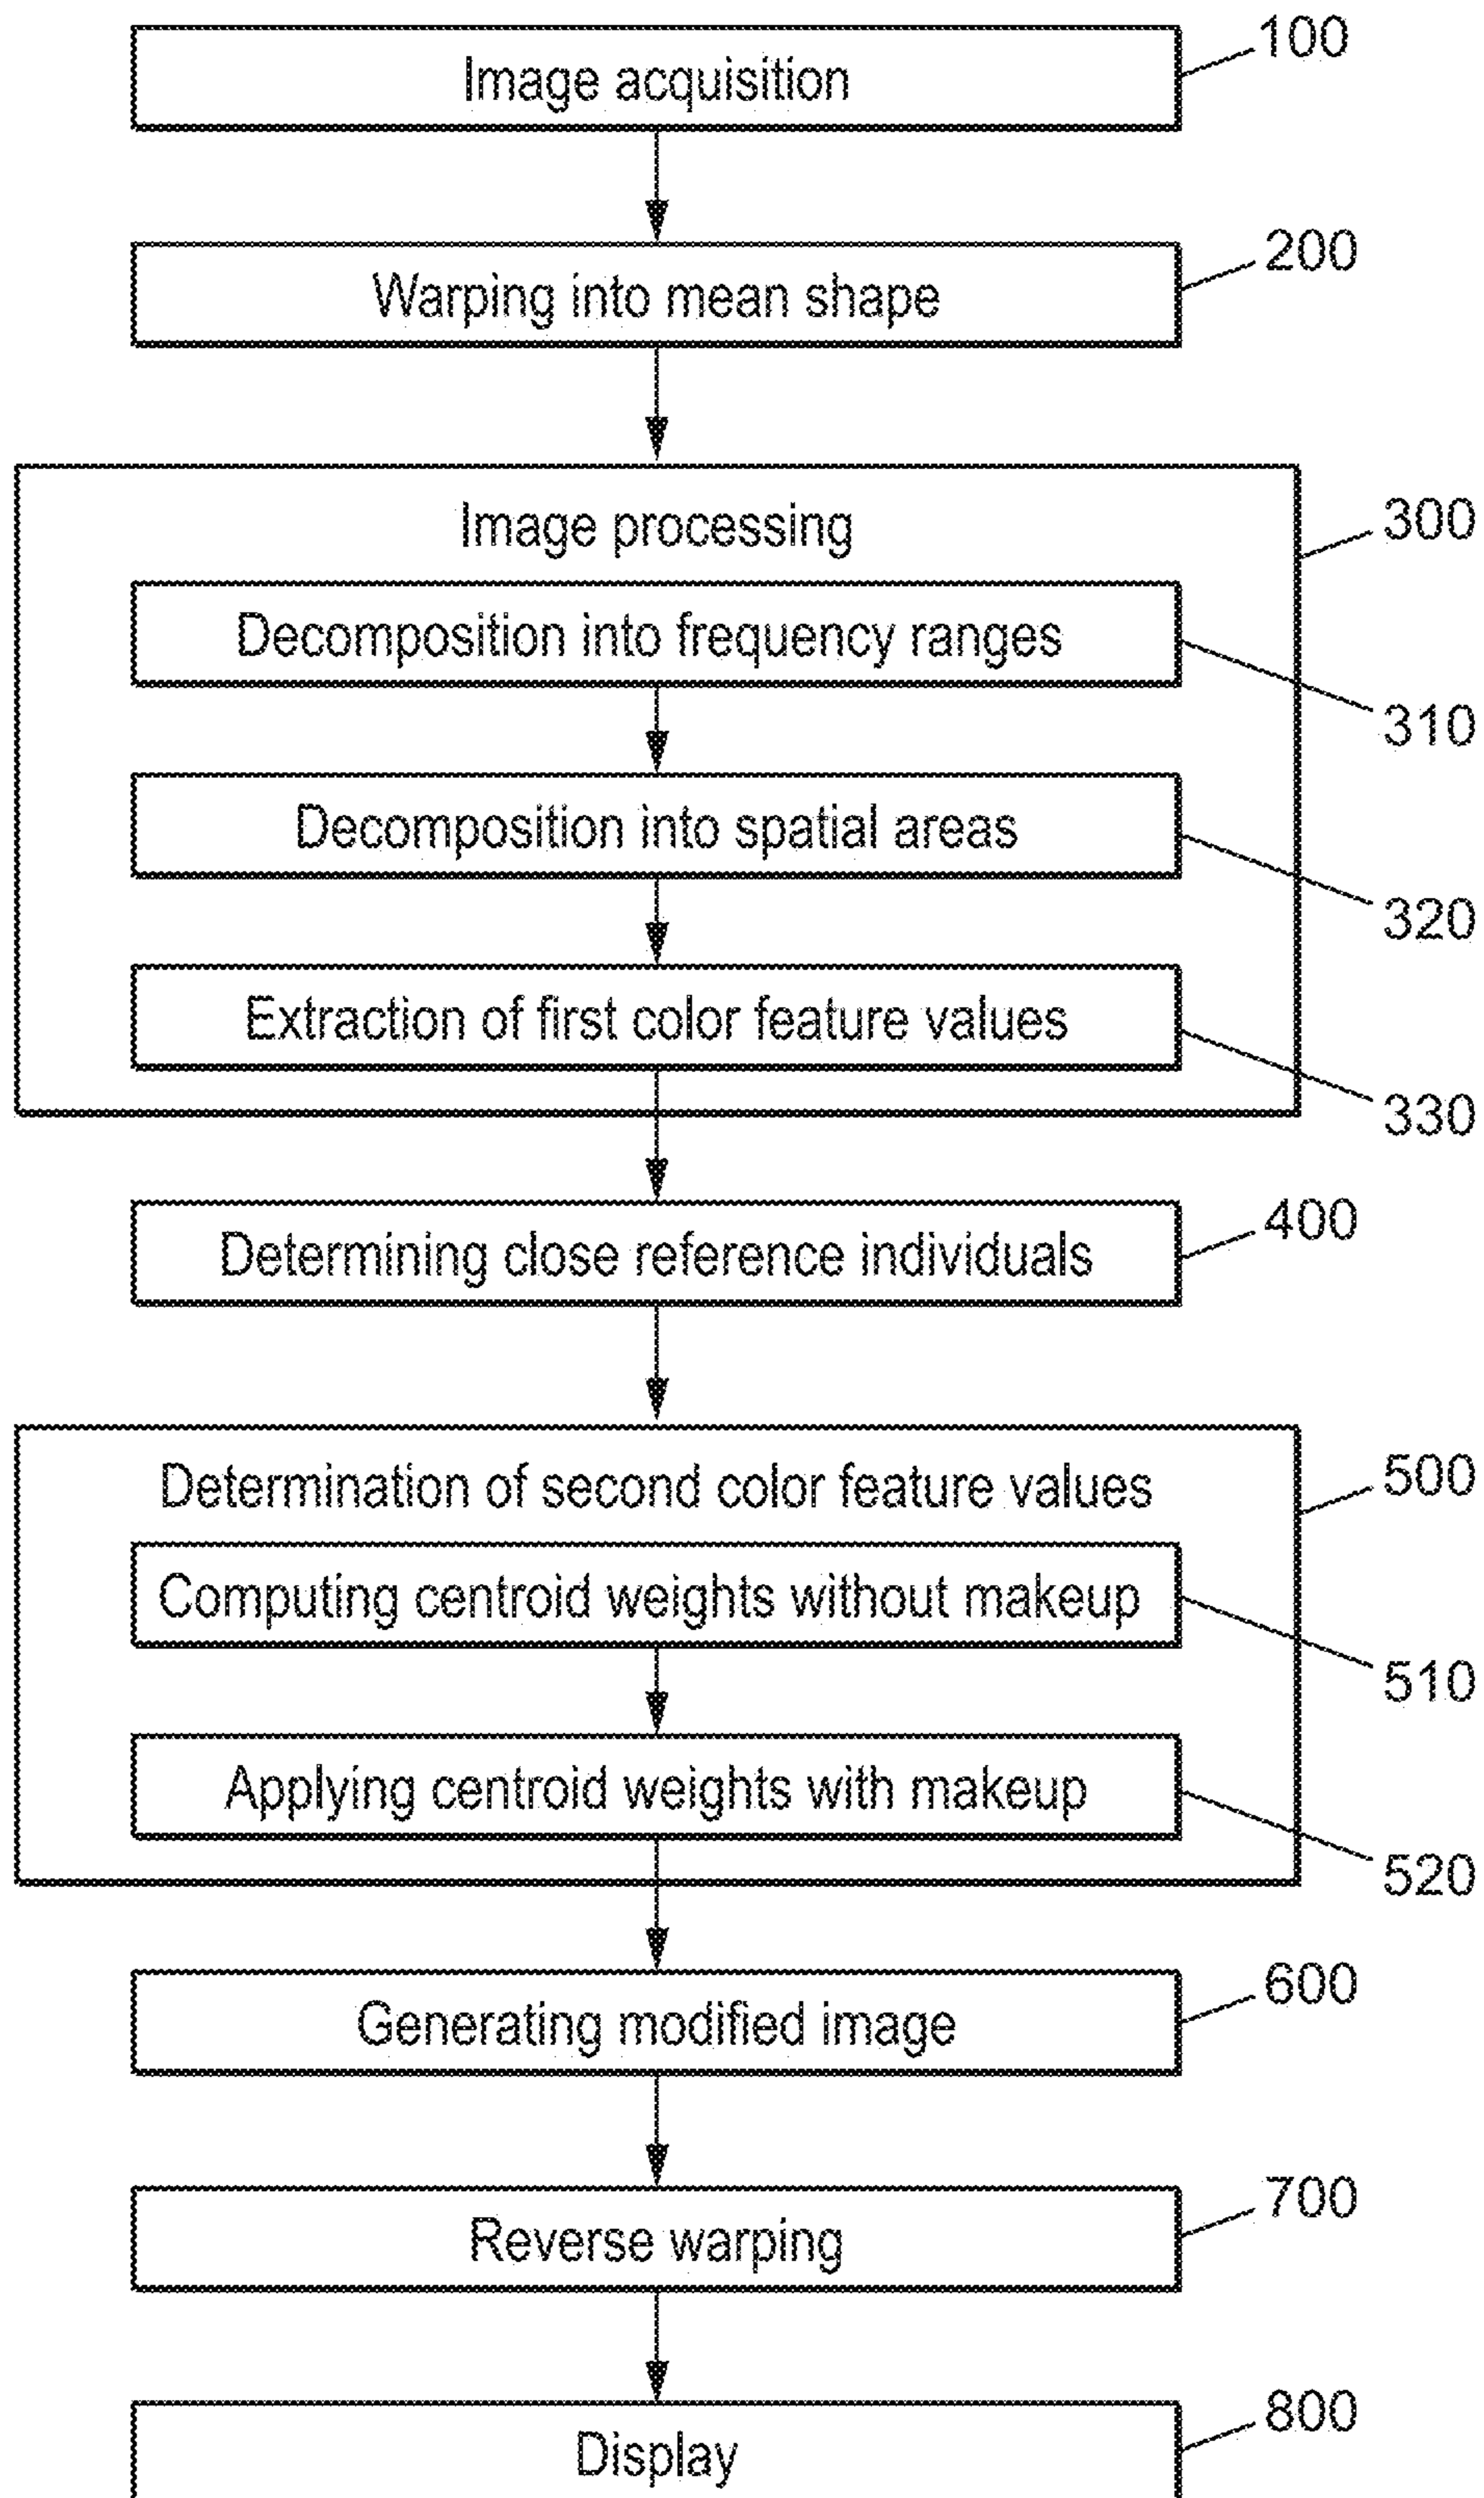 Image acquisition
100
Warping into mean shape
200
Image processing
300
Decomposition into frequency ranges
310
Decomposition into spatial areas
320
Extraction of first color feature values
330
Determining close reference individuals
400
Determination of second color feature values
500
Computing centroid weights without makeup
510
Applying centroid weights with makeup
520
Generating modified image
600
Reverse warping
700
Display
800